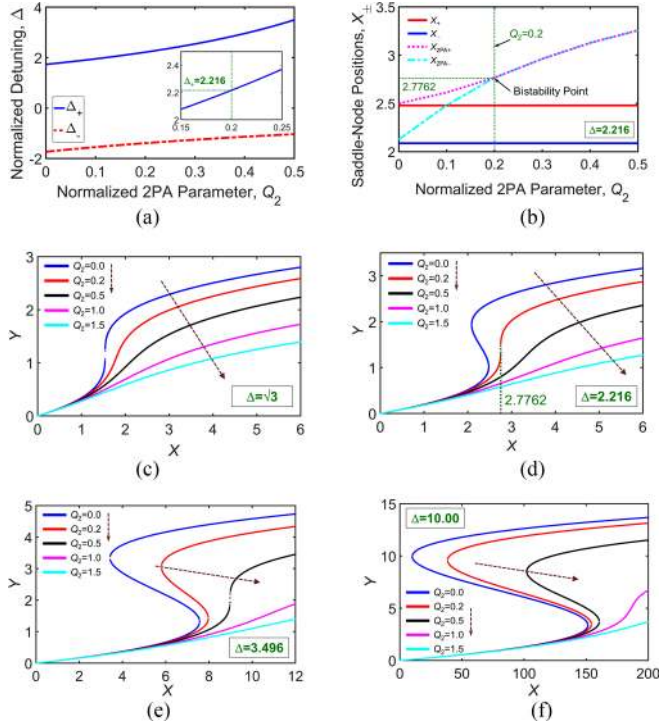 Normalized Detuning, Δ
4
2
0
-2
Δ₊
Δ₋
2.4
2.2
2
Δ₊=2.216
0.15
0.2
0.25
0
0.1
0.2
0.3
0.4
0.5
Normalized 2PA Parameter, Q₂
(a)
Saddle-Node Positions, X±
3.5
3.0
2.5
2.0
X₊
X₋
X₂PA₊
X₂PA₋
Q₂=0.2
2.7762
Bistability Point
Δ=2.216
0
0.1
0.2
0.3
0.4
0.5
Normalized 2PA Parameter, Q₂
(b)
Y
3
2
1
0
Q₂=0.0
Q₂=0.2
Q₂=0.5
Q₂=1.0
Q₂=1.5
Δ=√3
0
1
2
3
4
5
6
X
(c)
Y
3
2
1
0
Q₂=0.0
Q₂=0.2
Q₂=0.5
Q₂=1.0
Q₂=1.5
2.7762
Δ=2.216
0
1
2
3
4
5
6
X
(d)
Y
5
4
3
2
1
0
Q₂=0.0
Q₂=0.2
Q₂=0.5
Q₂=1.0
Q₂=1.5
Δ=3.496
0
2
4
6
8
10
12
X
(e)
Y
15
10
5
0
Δ=10.00
Q₂=0.0
Q₂=0.2
Q₂=0.5
Q₂=1.0
Q₂=1.5
0
50
100
150
200
X
(f)